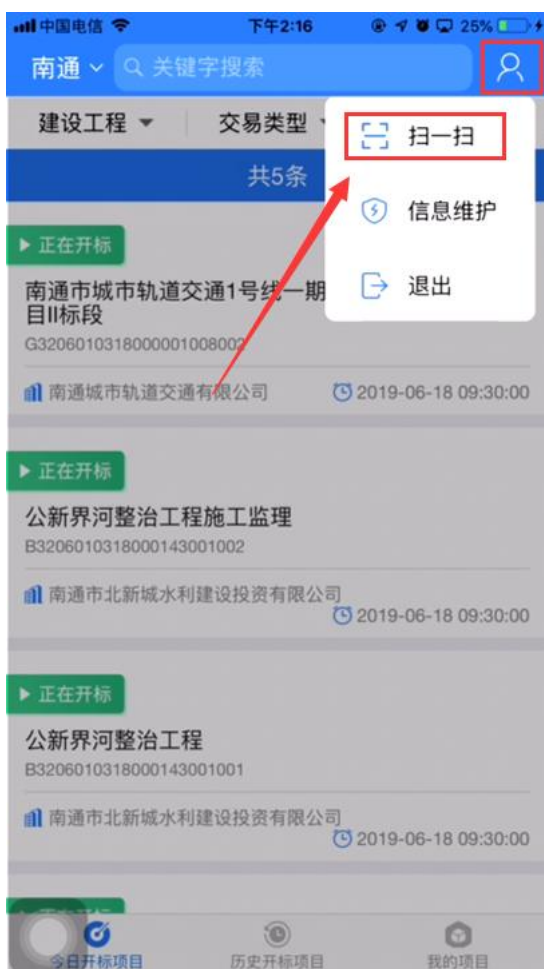 中国电信 下午2:16 25%
南通 关键字搜索
建设工程 交易类型
扫一扫
共5条
信息维护
正在开标
退出
南通市城市轨道交通1号线一期
目II标段
G3206010318000001008002
南通城市轨道交通有限公司 2019-06-18 09:30:00
正在开标
公新界河整治工程施工监理
B3206010318000143001002
南通市北新城水利建设投资有限公司
2019-06-18 09:30:00
正在开标
公新界河整治工程
B3206010318000143001001
南通市北新城水利建设投资有限公司
2019-06-18 09:30:00
今日开标项目 历史开标项目 我的项目